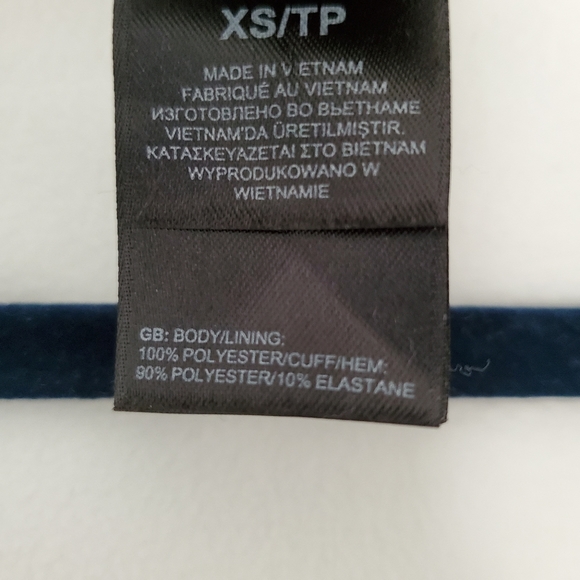 XS/TP
MADE IN VIETNAM
FABRIQUÉ AU VIETNAM
ИЗГОТОВЛЕНО ВО ВЬЕТНАМЕ
VIETNAM'DA ÜRETILMIŞTIR.
ΚΑΤΑΣΚΕΥΑΖΕΤΑΙ ΣΤΟ ΒΙΕΤΝΑΜ
WYPRODUKOWANO W
WIETNAMIE
GB: BODY/LINING:
100% POLYESTER/CUFF/HEM:
90% POLYESTER/10% ELASTANE